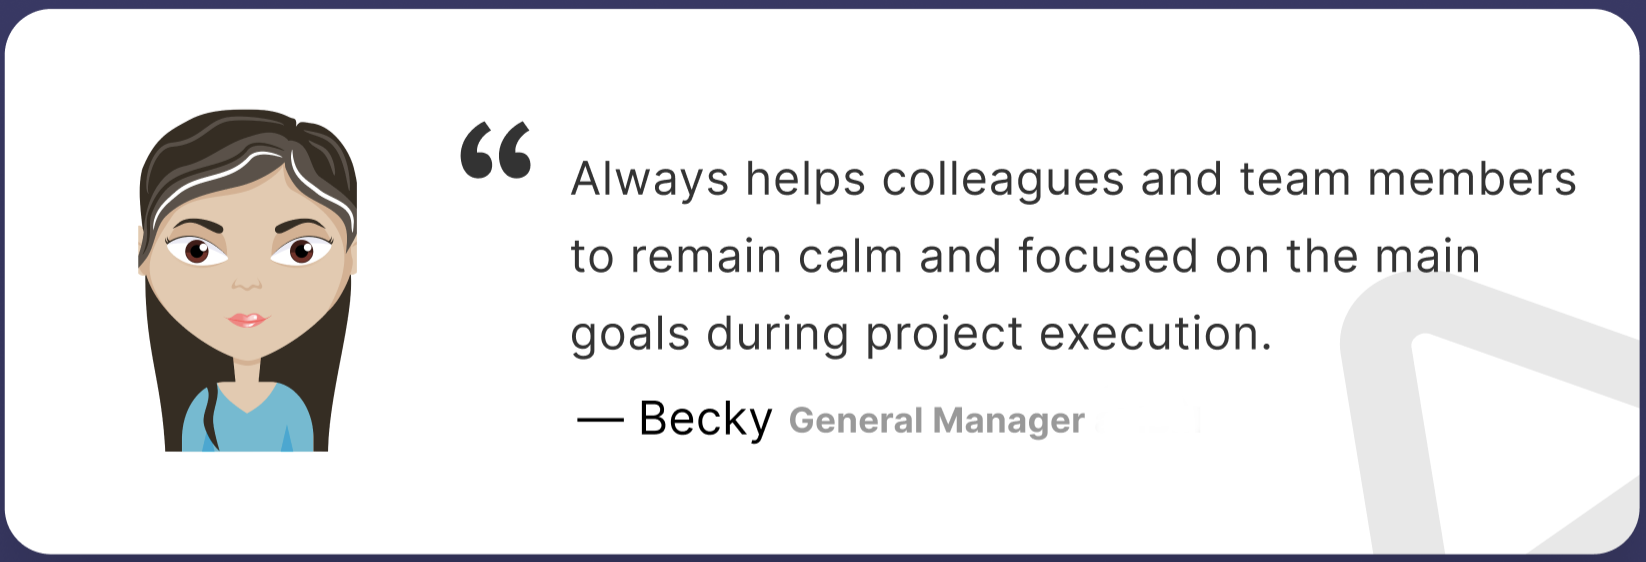 “
Always helps colleagues and team members
to remain calm and focused on the main
goals during project execution.
— Becky General Manager